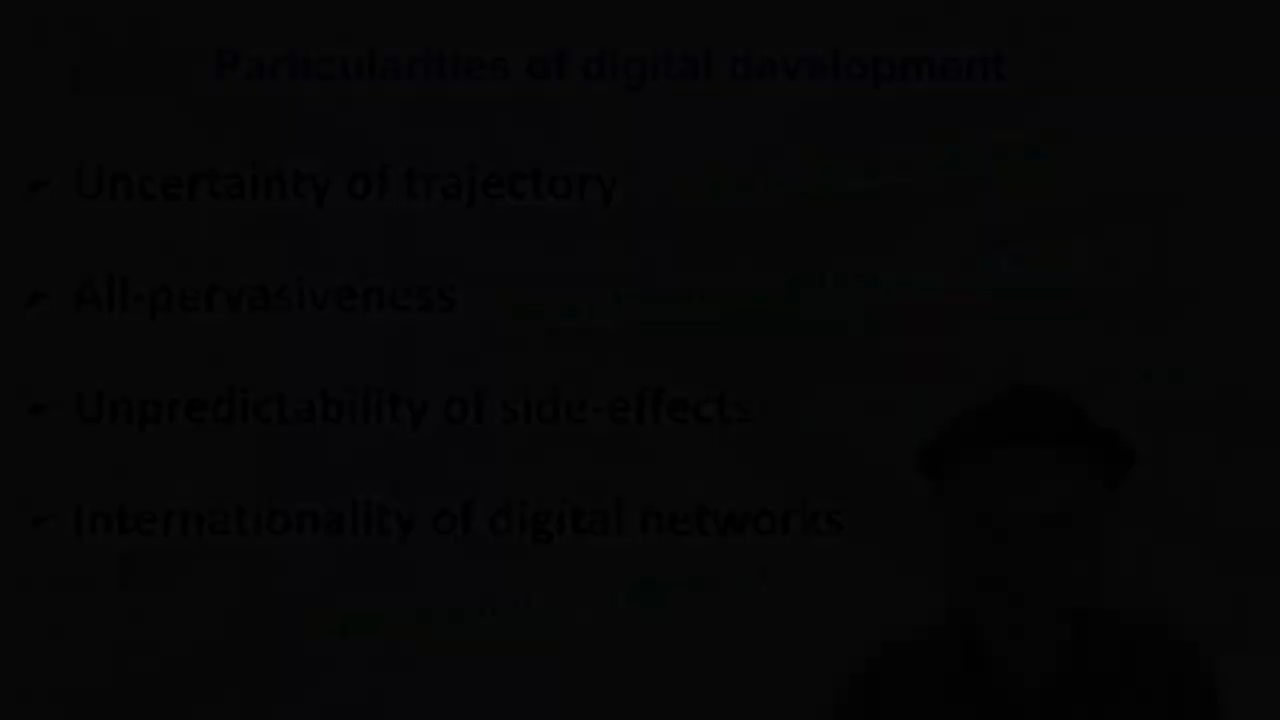 Particularities of digital development
Uncertainty of trajectory
All-pervasiveness
Unpredictability of side-effects
Internationality of digital networks